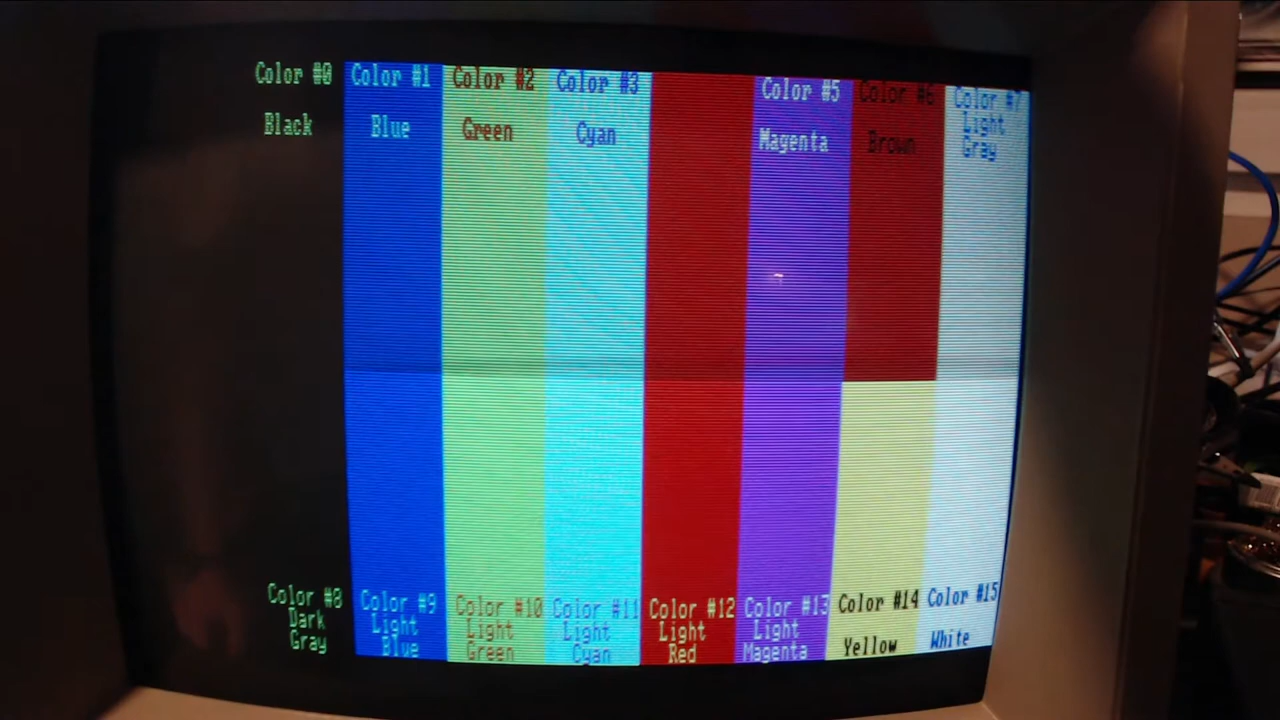 Color #0 Color #1 Color #2 Color #3 Color #5 Color #6 Color #7
Black Blue Green Cyan Magenta Brown Light
Gray
Color #8 Color #9 Color #10 Color #11 Color #12 Color #13 Color #14 Color #15
Dark Light Light Light Light Light
Gray Blue Green Cyan Red Magenta Yellow White